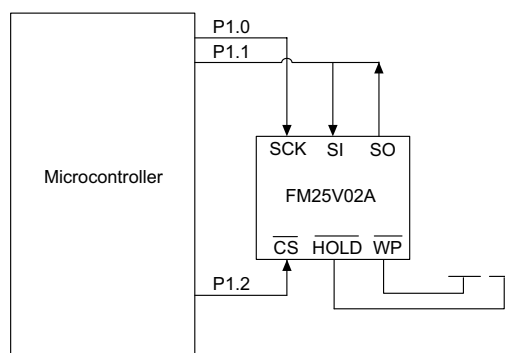 P1.0
P1.1
SCK SI SO
Microcontroller
FM25V02A
CS HOLD WP
P1.2